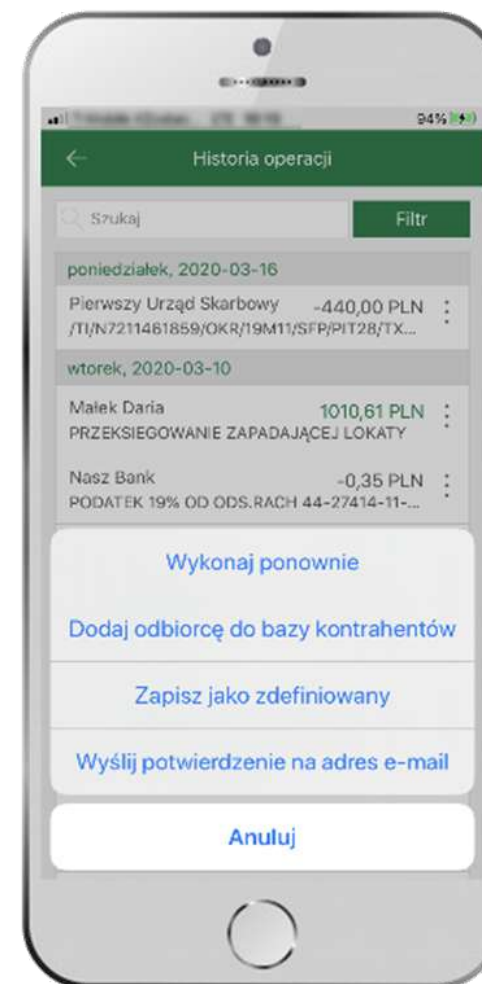 94%
Historia operacji
Szukaj
Filtr
poniedziałek, 2020-03-16
Pierwszy Urząd Skarbowy -440,00 PLN
/TI/N7211461859/OKR/19M11/SFP/PIT28/TX...
wtorek, 2020-03-10
Małek Daria 1010,61 PLN
PRZEKSIEGOWANIE ZAPADAJĄCEJ LOKATY
Nasz Bank -0,35 PLN
PODATEK 19% OD ODS.RACH 44-27414-11-...
Wykonaj ponownie
Dodaj odbiorcę do bazy kontrahentów
Zapisz jako zdefiniowany
Wyślij potwierdzenie na adres e-mail
Anuluj